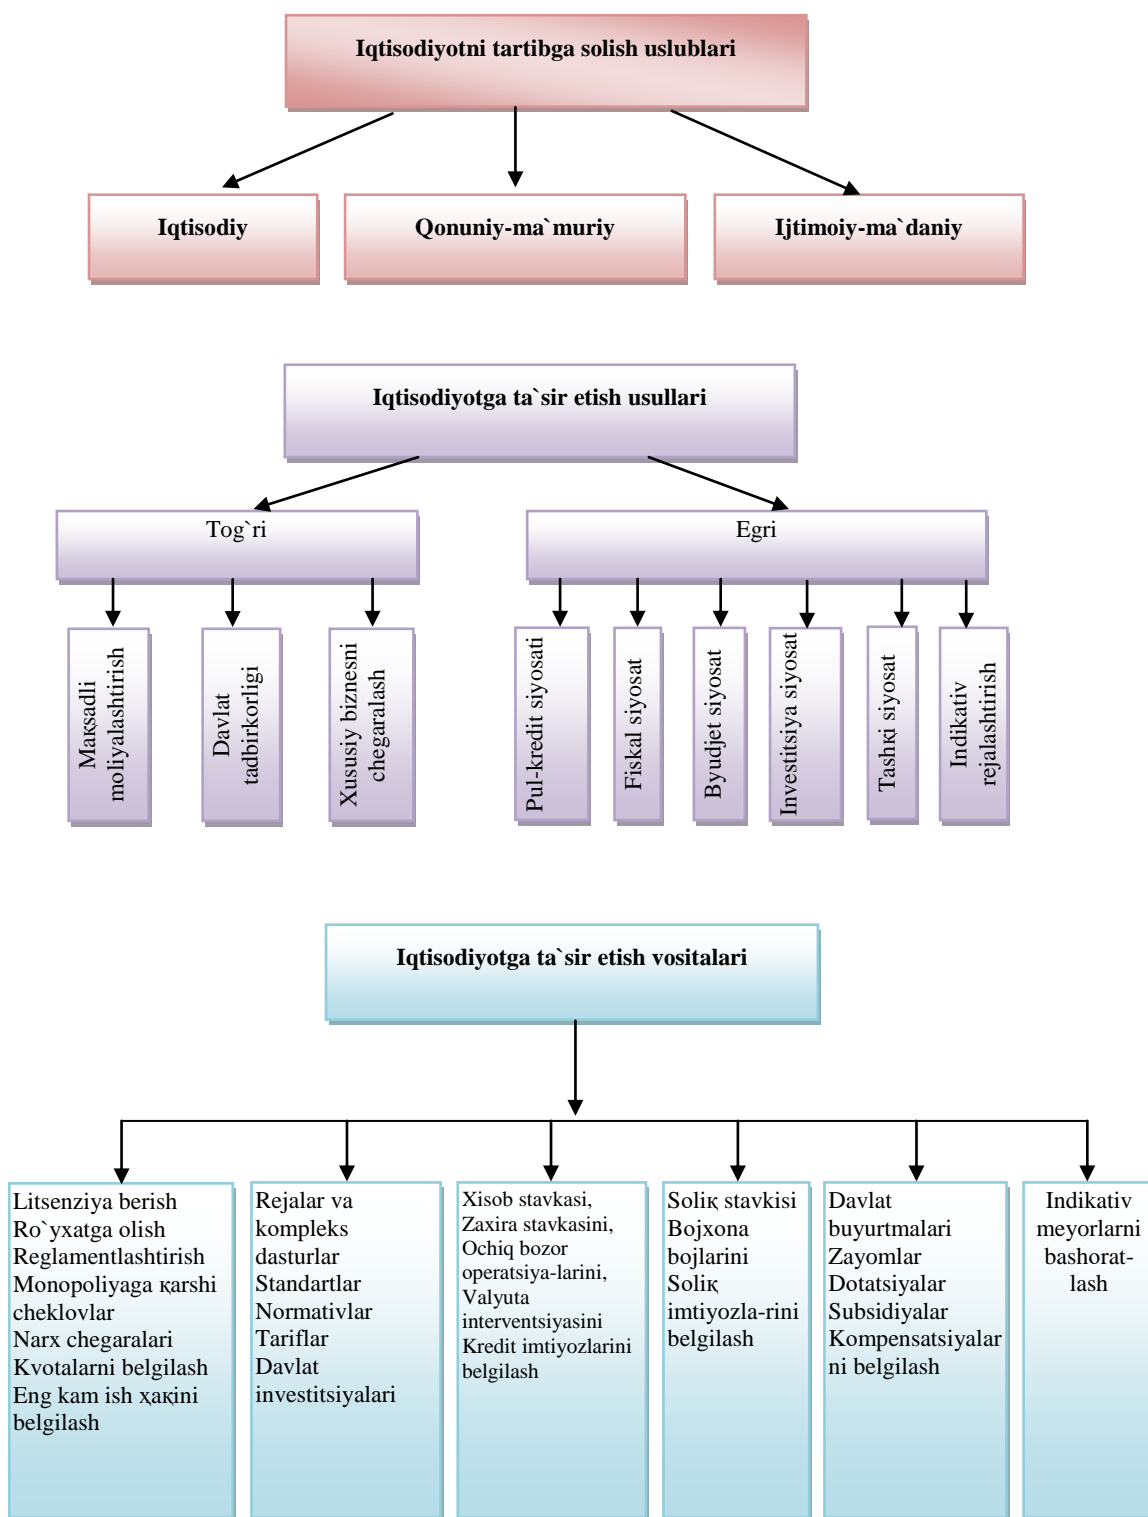 Iqtisodiyotni tartibga solish uslublari
Iqtisodiy
Qonuniy-ma`muriy
Ijtimoiy-ma`daniy
Iqtisodiyotga ta`sir etish usullari
Tog`ri
Egri
Maқsadli
moliyalashtirish
Davlat
tadbirkorligi
Xususiy biznesni
chegaralash
Pul-kredit siyosati
Fiskal siyosat
Byudjet siyosat
Investitsiya siyosat
Tashқi siyosat
Indikativ
rejalashtirish
Iqtisodiyotga ta`sir etish vositalari
Litsenziya berish
Ro`yxatga olish
Reglamentlashtirish
Monopoliyaga қarshi
cheklovlar
Narx chegaralari
Kvotalarni belgilash
Eng kam ish ҳaқini
belgilash
Rejalar va
kompleks
dasturlar
Standartlar
Normativlar
Tariflar
Davlat
investitsiyalari
Xisob stavkasi,
Zaxira stavkasini,
Ochiq bozor
operatsiya-larini,
Valyuta
interventsiyasini
Kredit imtiyozlarini
belgilash
Soliқ stavkisi
Bojxona
bojlarini
Soliқ
imtiyozla-rini
belgilash
Davlat
buyurtmalari
Zayomlar
Dotatsiyalar
Subsidiyalar
Kompensatsiyalar
ni belgilash
Indikativ
meyorlarni
bashorat-
lash